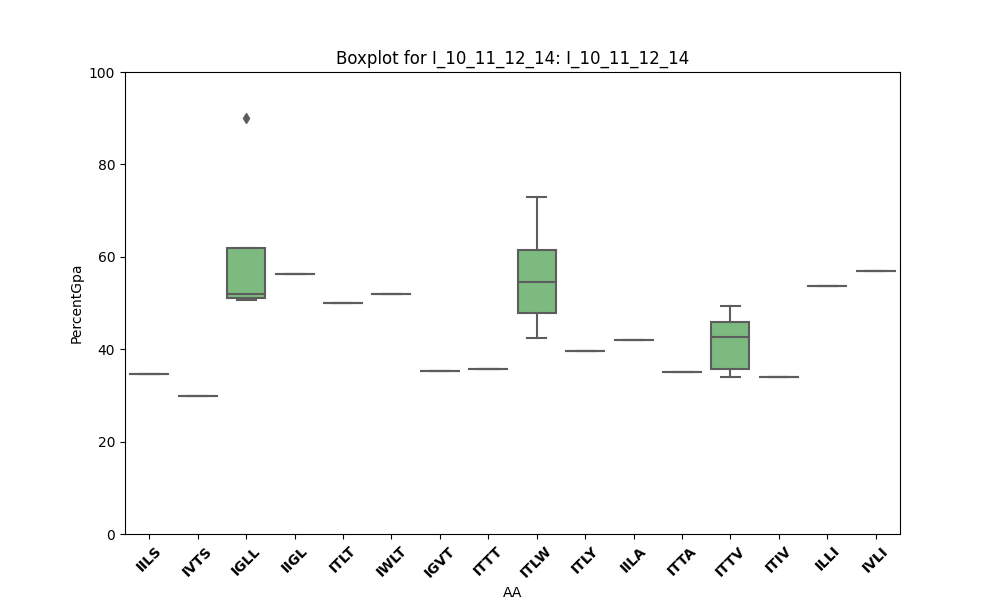 Boxplot for I_10_11_12_14: I_10_11_12_14
100
80
60
40
20
0
PercentGpa
IILS
IVTS
IGLL
IIGL
ITLT
IWLT
IGVT
ITTT
ITLW
ITLY
IILA
ITTA
ITTV
ITIV
ILLI
IVLI
AA